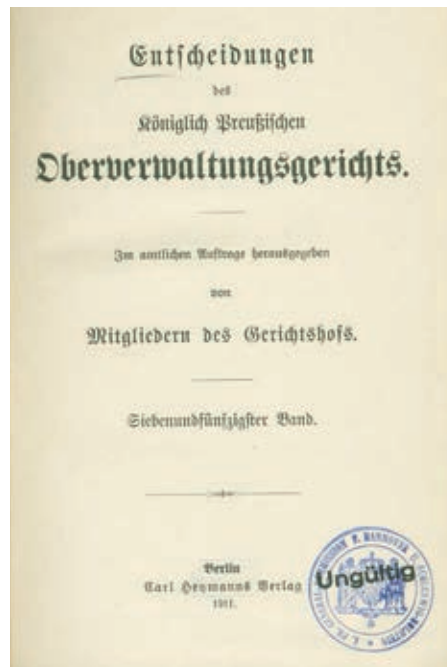 Entscheidungen
des
Königlich Preußischen
Oberverwaltungsgerichts.
Im amtlichen Auftrage herausgegeben
von
Mitgliedern des Gerichtshofs.
Siebenundfünfzigster Band.
Berlin
Carl Heymanns Verlag
1911.
Ungültig